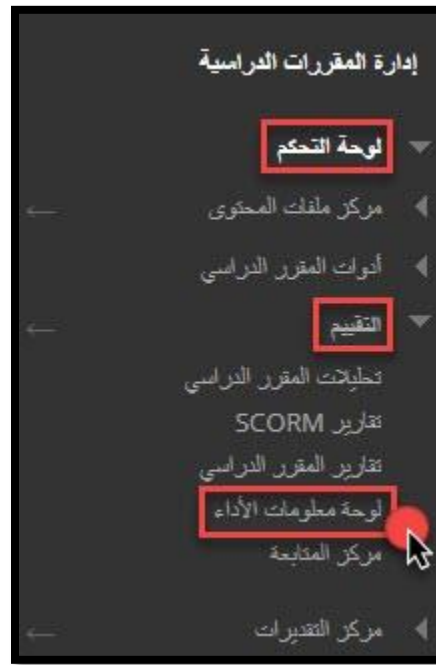 إدارة المقررات الدراسية
لوحة التحكم
مركز ملفات المحتوى
أدوات المقرر الدراسي
التقييم
تحليلات المقرر الدراسي
تقارير SCORM
تقارير المقرر الدراسي
لوحة معلومات الأداء
مركز المتابعة
مركز التقديرات